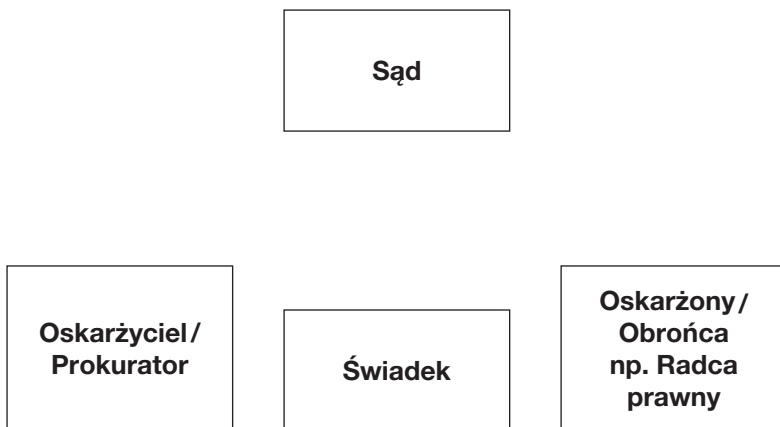 Sąd
Oskarżyciel/
Prokurator
Świadek
Oskarżony/
Obrońca
np. Radca
prawny